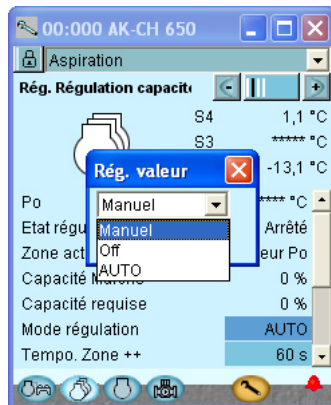 00:000 AK-CH 650
Aspiration
Rég. Régulation capacit
S4 1,1 °C
S3 ***** °C
-13,1 °C
Rég. valeur
Manuel
Manuel
Off
AUTO
Po **** °C
Etat régu Arrêté
Zone act eur Po
Capacité 0 %
Capacité requise 0 %
Mode régulation AUTO
Tempo. Zone ++ 60 s